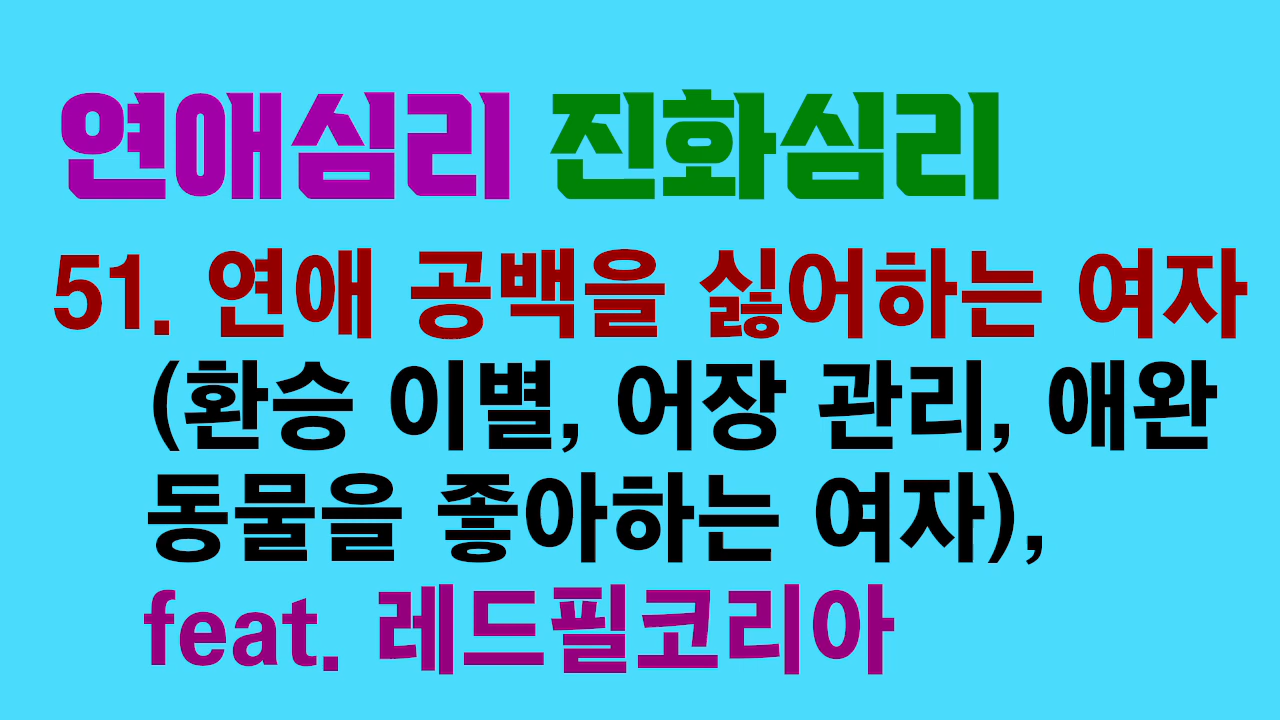 연애심리 진화심리
51. 연애 공백을 싫어하는 여자
(환승 이별, 어장 관리, 애완
동물을 좋아하는 여자),
feat. 레드필코리아